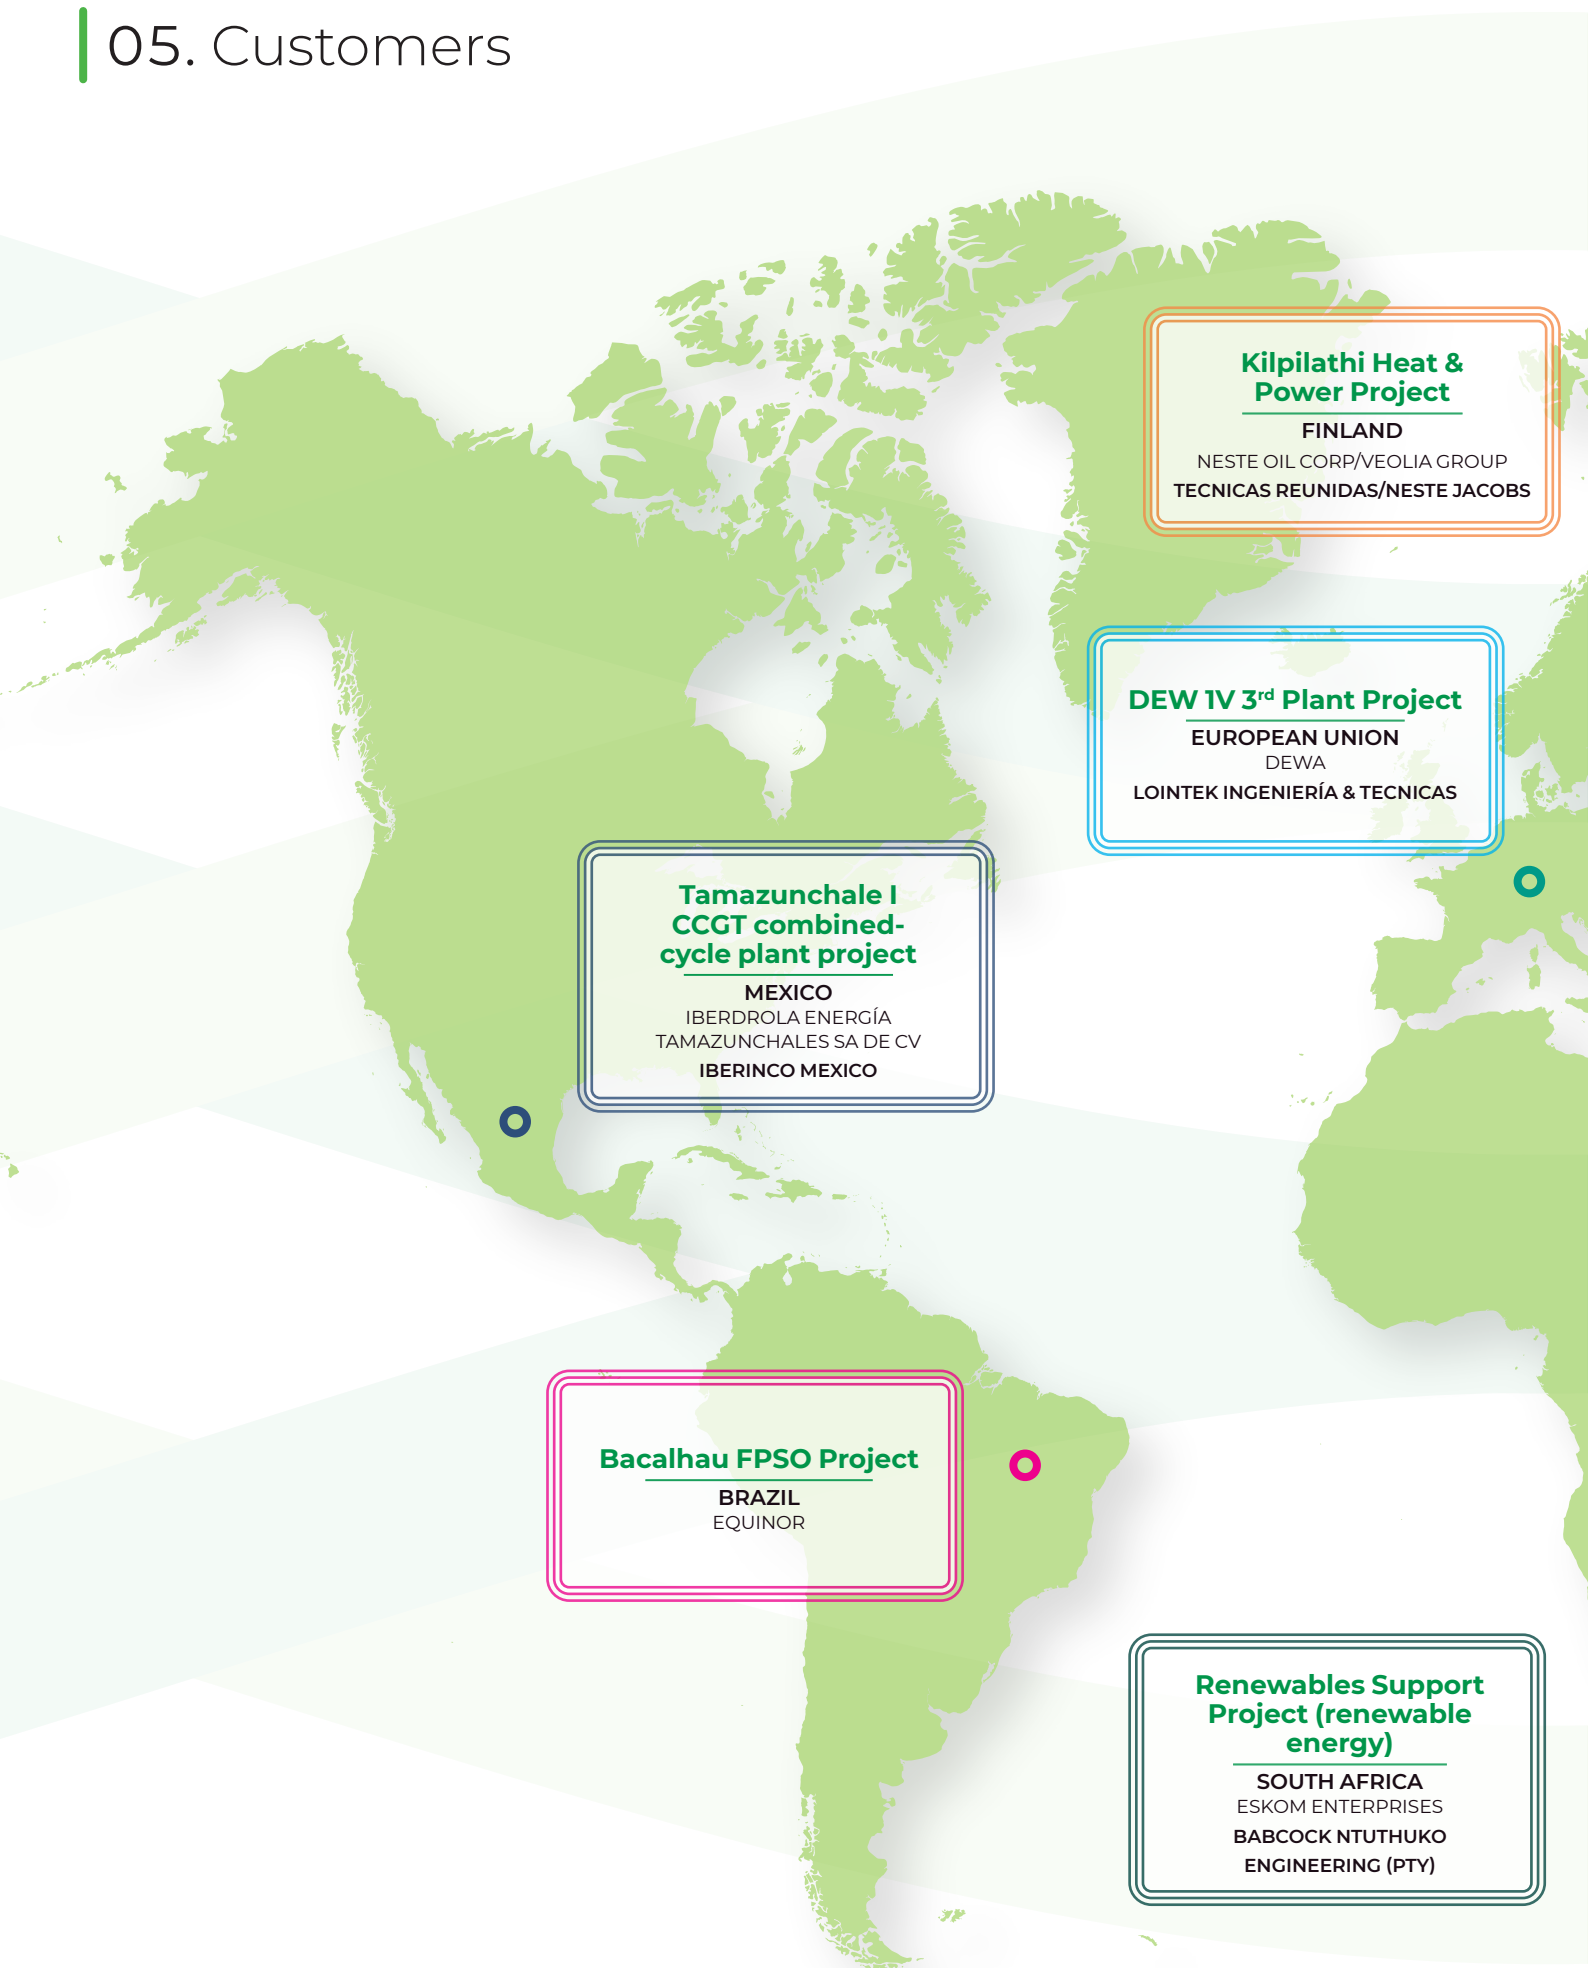 05. Customers
Kilpilathi Heat &
Power Project
FINLAND
NESTE OIL CORP/VEOLIA GROUP
TECNICAS REUNIDAS/NESTE JACOBS
DEW 1V 3rd Plant Project
EUROPEAN UNION
DEWA
LOINTEK INGENIERÍA & TECNICAS
Tamazunchale I
CCGT combined-
cycle plant project
MEXICO
IBERDROLA ENERGÍA
TAMAZUNCHALES SA DE CV
IBERINCO MEXICO
Bacalhau FPSO Project
BRAZIL
EQUINOR
Renewables Support
Project (renewable
energy)
SOUTH AFRICA
ESKOM ENTERPRISES
BABCOCK NTUTHUKO
ENGINEERING (PTY)